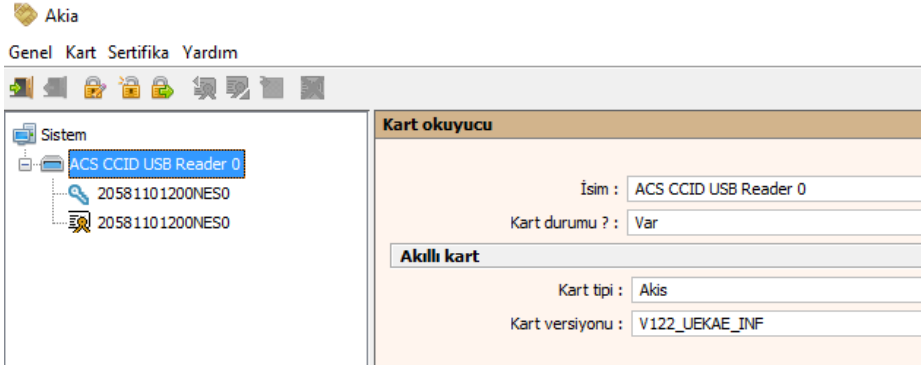 Akia
Genel Kart Sertifika Yardım
Sistem
ACS CCID USB Reader 0
20581101200NES0
20581101200NES0
Kart okuyucu
İsim : ACS CCID USB Reader 0
Kart durumu ? : Var
Akıllı kart
Kart tipi : Akis
Kart versiyonu : V122_UEKAE_INF